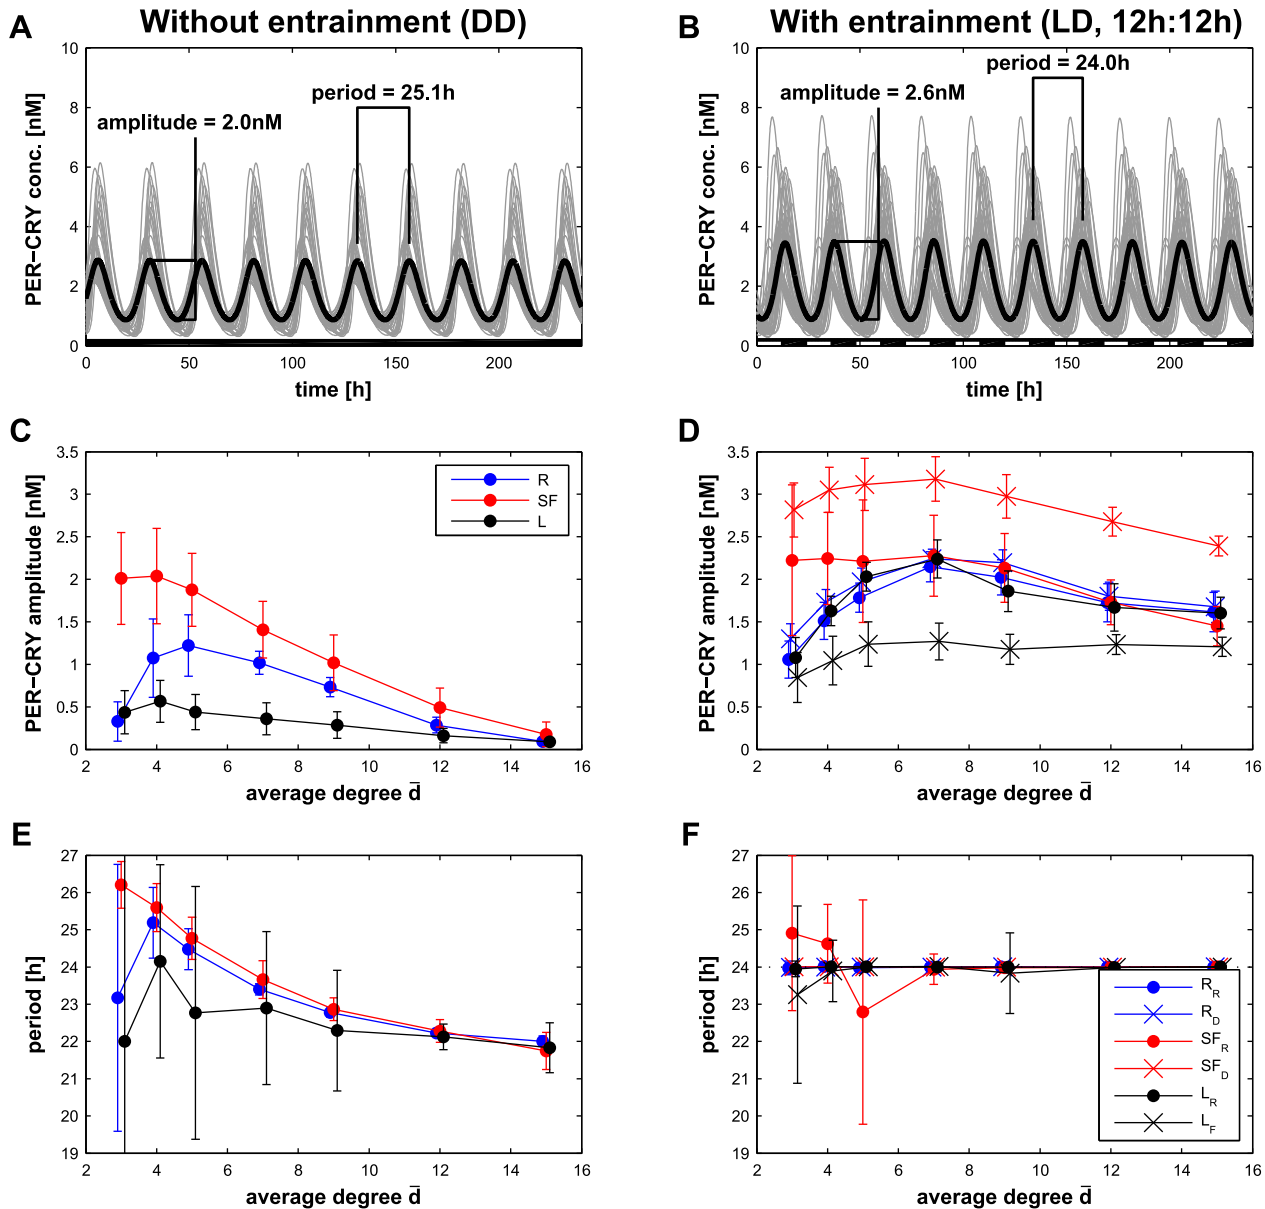 A
Without entrainment (DD)
PER−CRY conc. [nM]
10
8
6
4
2
0
amplitude = 2.0nM
period = 25.1h
0 50 100 150 200
time [h]
B
With entrainment (LD, 12h:12h)
PER−CRY conc. [nM]
10
8
6
4
2
0
amplitude = 2.6nM
period = 24.0h
0 50 100 150 200
time [h]
C
PER−CRY amplitude [nM]
3.5
3
2.5
2
1.5
1
0.5
0
R
SF
L
2 4 6 8 10 12 14 16
average degree d̄
D
PER−CRY amplitude [nM]
3.5
3
2.5
2
1.5
1
0.5
0
2 4 6 8 10 12 14 16
average degree d̄
E
period [h]
27
26
25
24
23
22
21
20
19
2 4 6 8 10 12 14 16
average degree d̄
F
period [h]
27
26
25
24
23
22
21
20
19
R_R
R_D
SF_R
SF_D
L_R
L_F
2 4 6 8 10 12 14 16
average degree d̄